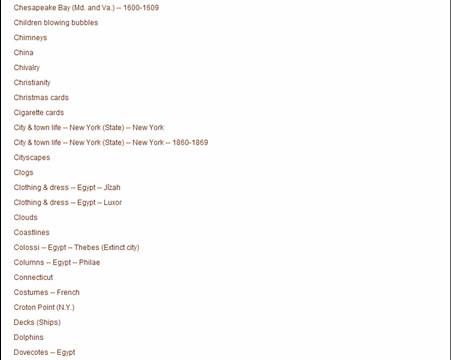 Chesapeake Bay (Md. and Va.) -- 1600-1609
Children blowing bubbles
Chimneys
China
Chivalry
Christianity
Christmas cards
Cigarette cards
City & town life -- New York (State) -- New York
City & town life -- New York (State) -- New York -- 1860-1869
Cityscapes
Clogs
Clothing & dress -- Egypt -- Jīzah
Clothing & dress -- Egypt -- Luxor
Clouds
Coastlines
Colossi -- Egypt -- Thebes (Extinct city)
Columns -- Egypt -- Philae
Connecticut
Costumes -- French
Croton Point (N.Y.)
Decks (Ships)
Dolphins
Dovecotes -- Egypt